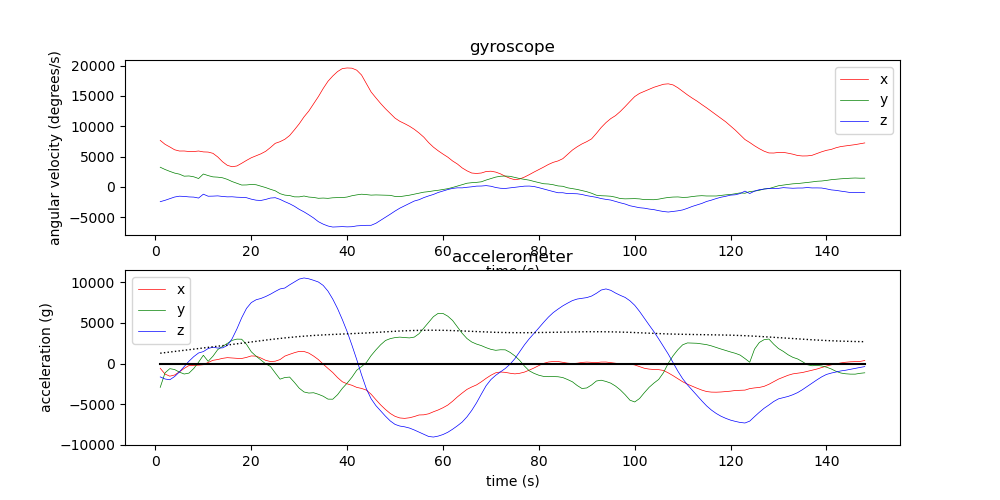 gyroscope
angular velocity (degrees/s)
20000
15000
10000
5000
0
−5000
x
y
z
0 20 40 60 80 100 120 140
time (s)
accelerometer
acceleration (g)
10000
5000
0
−5000
−10000
x
y
z
0 20 40 60 80 100 120 140
time (s)